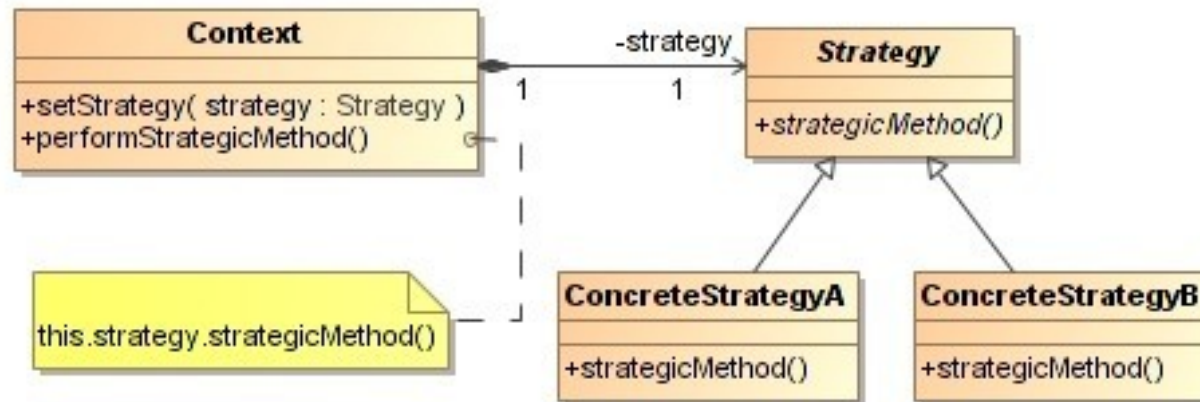 Context
+setStrategy( strategy : Strategy )
+performStrategicMethod()
-strategy
1
1
Strategy
+strategicMethod()
this.strategy.strategicMethod()
ConcreteStrategyA
+strategicMethod()
ConcreteStrategyB
+strategicMethod()